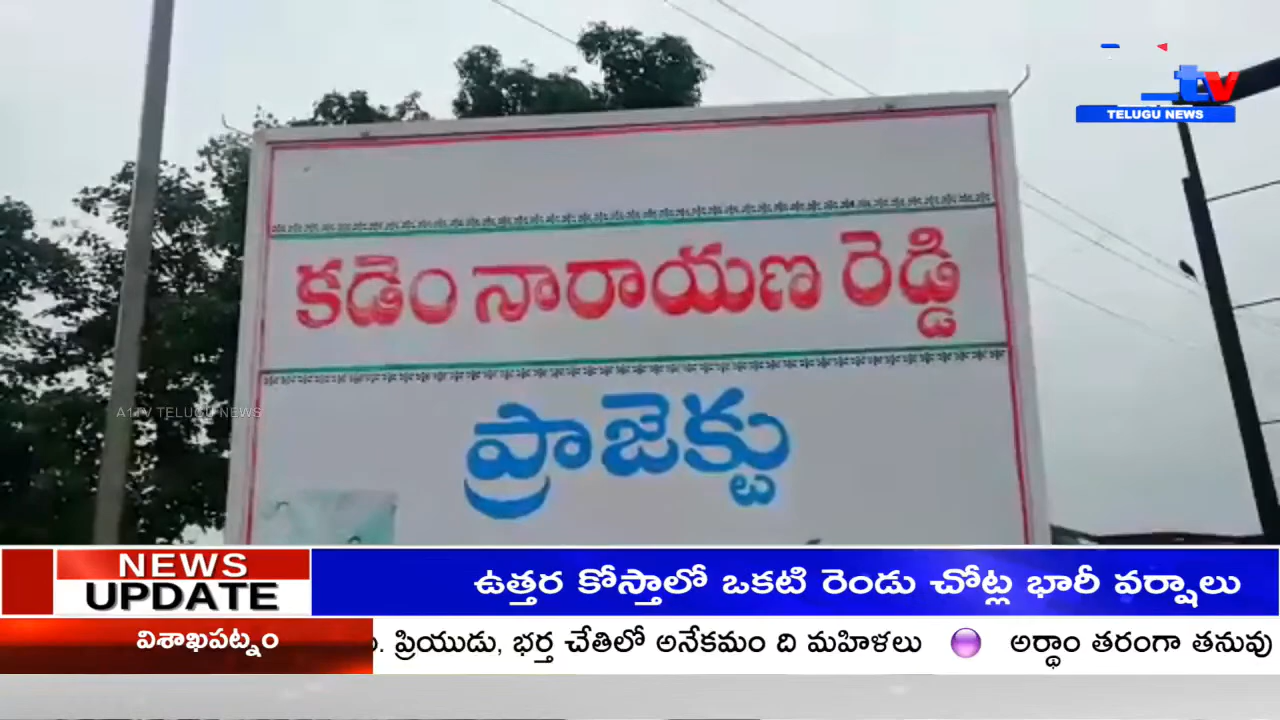 tv
TELUGU NEWS
కడెం నారాయణ రెడ్డి
ప్రాజెక్టు
A1TV TELUGU NEWS
NEWS
UPDATE
ఉత్తర కోస్తాలో ఒకటి రెండు చోట్ల భారీ వర్షాలు
విశాఖపట్నం
ప్రియుడు, భర్త చేతిలో అనేకమం ది మహిళలు
అర్థాం తరంగా తనువు